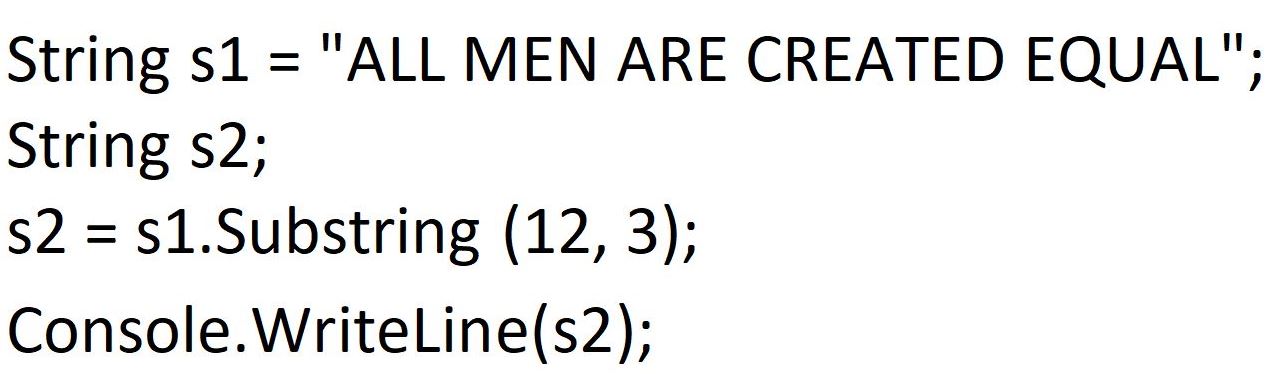 String s1 = "ALL MEN ARE CREATED EQUAL";
String s2;
s2 = s1.Substring (12, 3);
Console.WriteLine(s2);